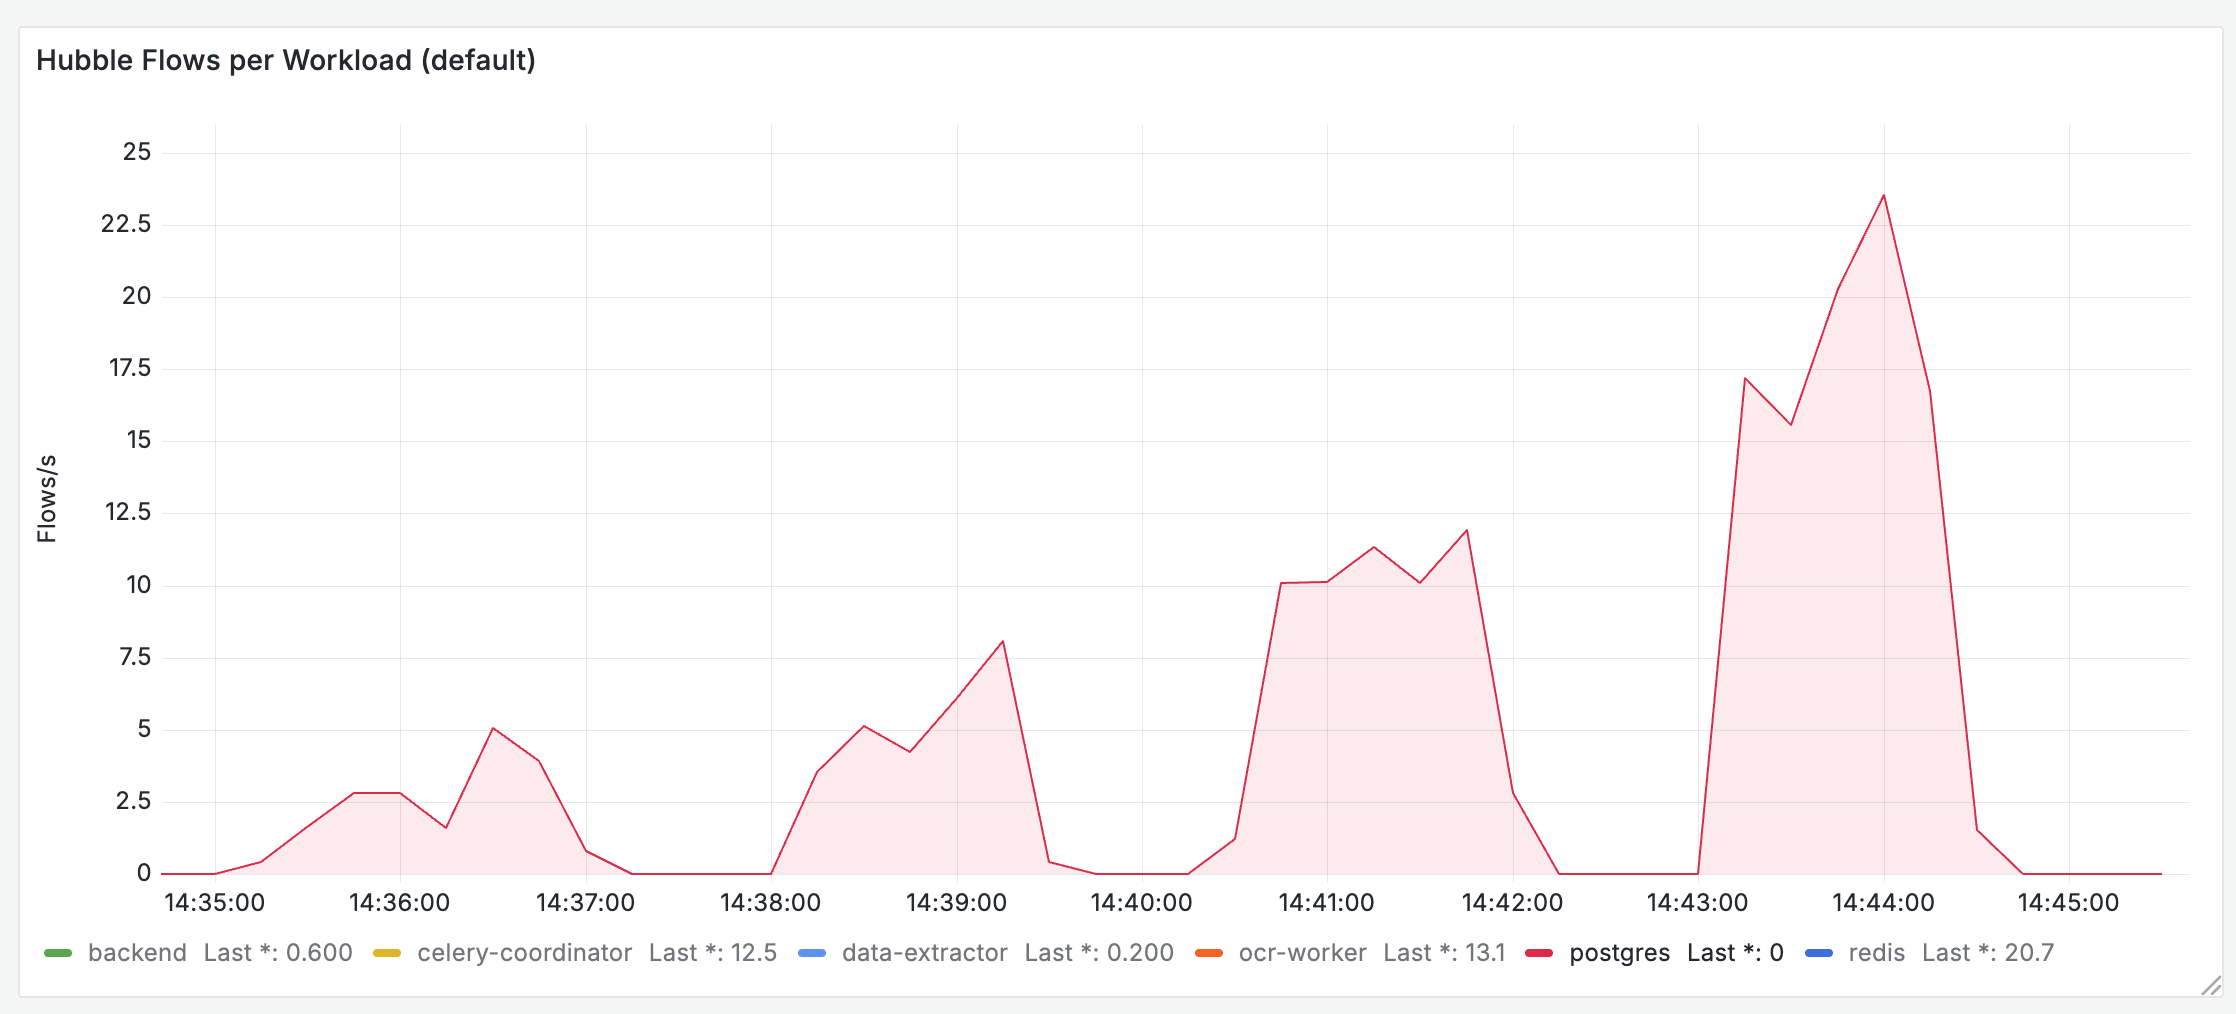 Hubble Flows per Workload (default)
25
22.5
20
17.5
15
12.5
10
7.5
5
2.5
0
Flows/s
14:35:00 14:36:00 14:37:00 14:38:00 14:39:00 14:40:00 14:41:00 14:42:00 14:43:00 14:44:00 14:45:00
backend Last *: 0.600 celery-coordinator Last *: 12.5 data-extractor Last *: 0.200 ocr-worker Last *: 13.1 postgres Last *: 0 redis Last *: 20.7